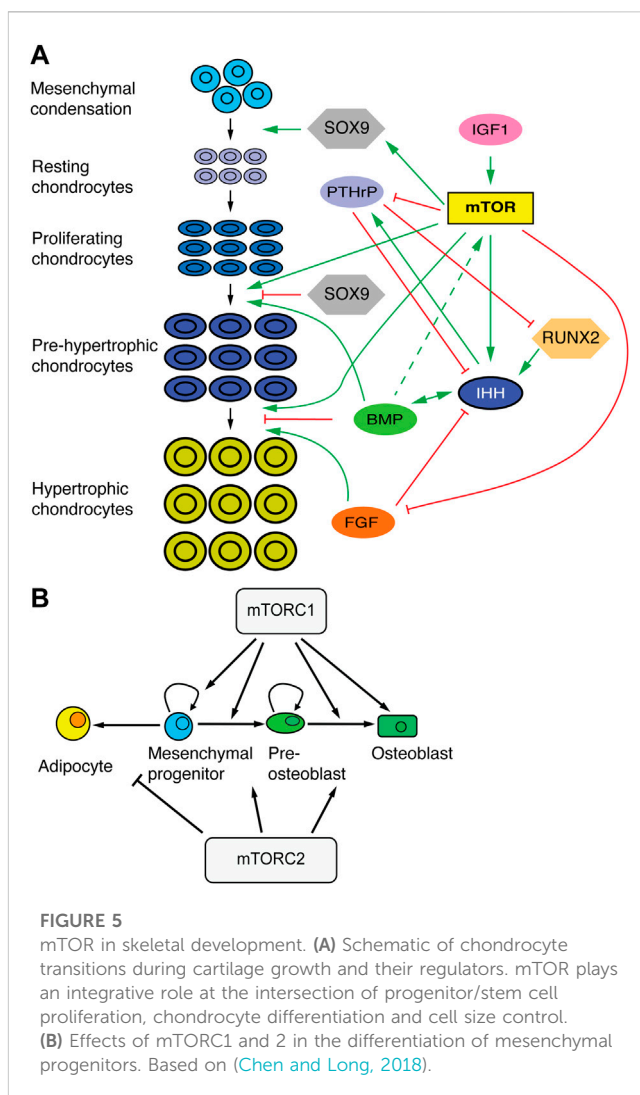 A
Mesenchymal
condensation
SOX9
IGF1
Resting
chondrocytes
PTHrP
mTOR
Proliferating
chondrocytes
SOX9
RUNX2
Pre-hypertrophic
chondrocytes
IHH
BMP
Hypertrophic
chondrocytes
FGF
B
mTORC1
Adipocyte
Mesenchymal
progenitor
Pre-
osteoblast
Osteoblast
mTORC2
FIGURE 5
mTOR in skeletal development. (A) Schematic of chondrocyte
transitions during cartilage growth and their regulators. mTOR plays
an integrative role at the intersection of progenitor/stem cell
proliferation, chondrocyte differentiation and cell size control.
(B) Effects of mTORC1 and 2 in the differentiation of mesenchymal
progenitors. Based on (Chen and Long, 2018).